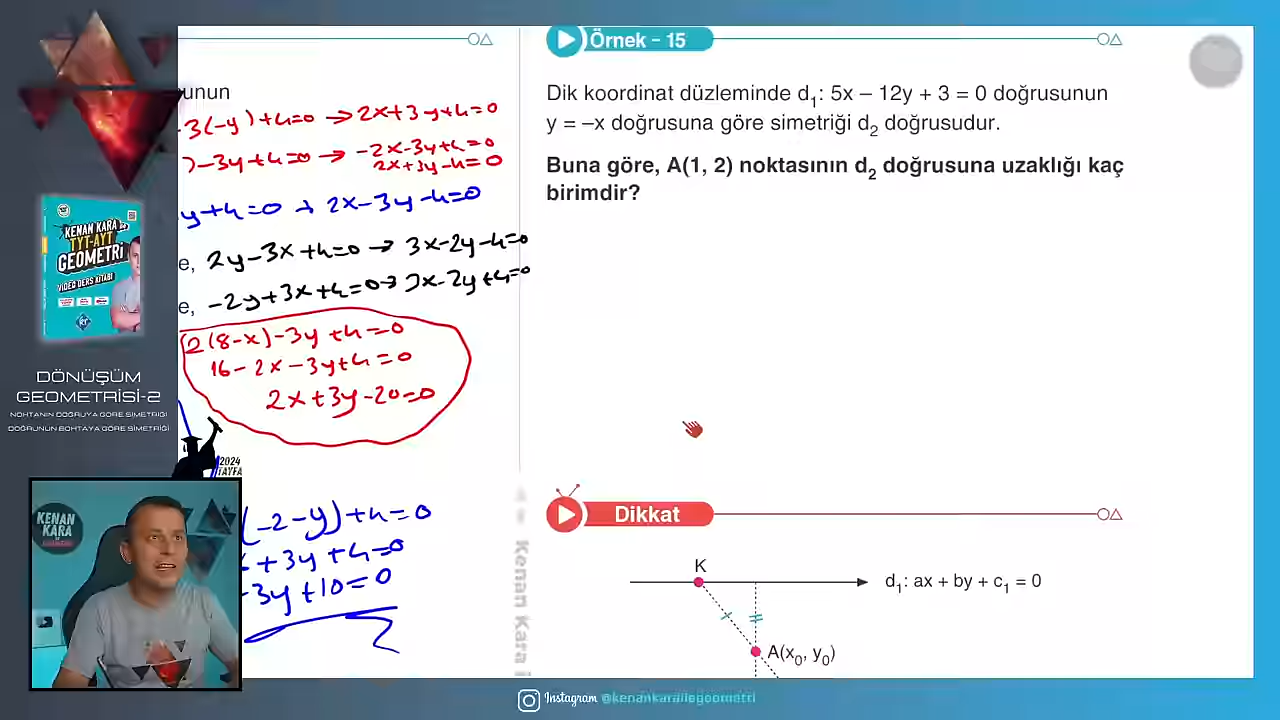 unun
-3(-y)+4=0 → 2x+3y+4=0
)-3y+4=0 → -2x-3y+4=0
2x+3y-4=0
y+4=0 → 2x-3y-4=0
e, 2y-3x+4=0 → 3x-2y-4=0
e, -2y+3x+4=0 → 3x-2y+4=0
2(8-x)-3y+4=0
16-2x-3y+4=0
2x+3y-20=0
(-2-y)+4=0
+3y+4=0
-3y+10=0
Örnek – 15
Dik koordinat düzleminde d₁: 5x – 12y + 3 = 0 doğrusunun
y = –x doğrusuna göre simetriği d₂ doğrusudur.
Buna göre, A(1, 2) noktasının d₂ doğrusuna uzaklığı kaç
birimdir?
Dikkat
K
d₁: ax + by + c₁ = 0
A(x₀, y₀)
Kenan Kara i
KENAN KARA ile
TYT-AYT
GEOMETRİ
VİDEO DERS KİTABI
DÖNÜŞÜM
GEOMETRİSİ-2
NOKTANIN DOĞRUYA GÖRE SİMETRİĞİ
DOĞRUNUN NOKTAYA GÖRE SİMETRİĞİ
2024
TAYFA
KENAN
KARA
Instagram @kenankarailegeometri